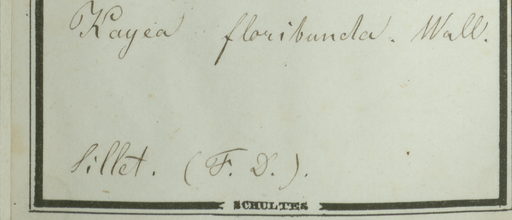 Kayea floribunda. Wall.
Sillet. (F. D.).
SCHULTES